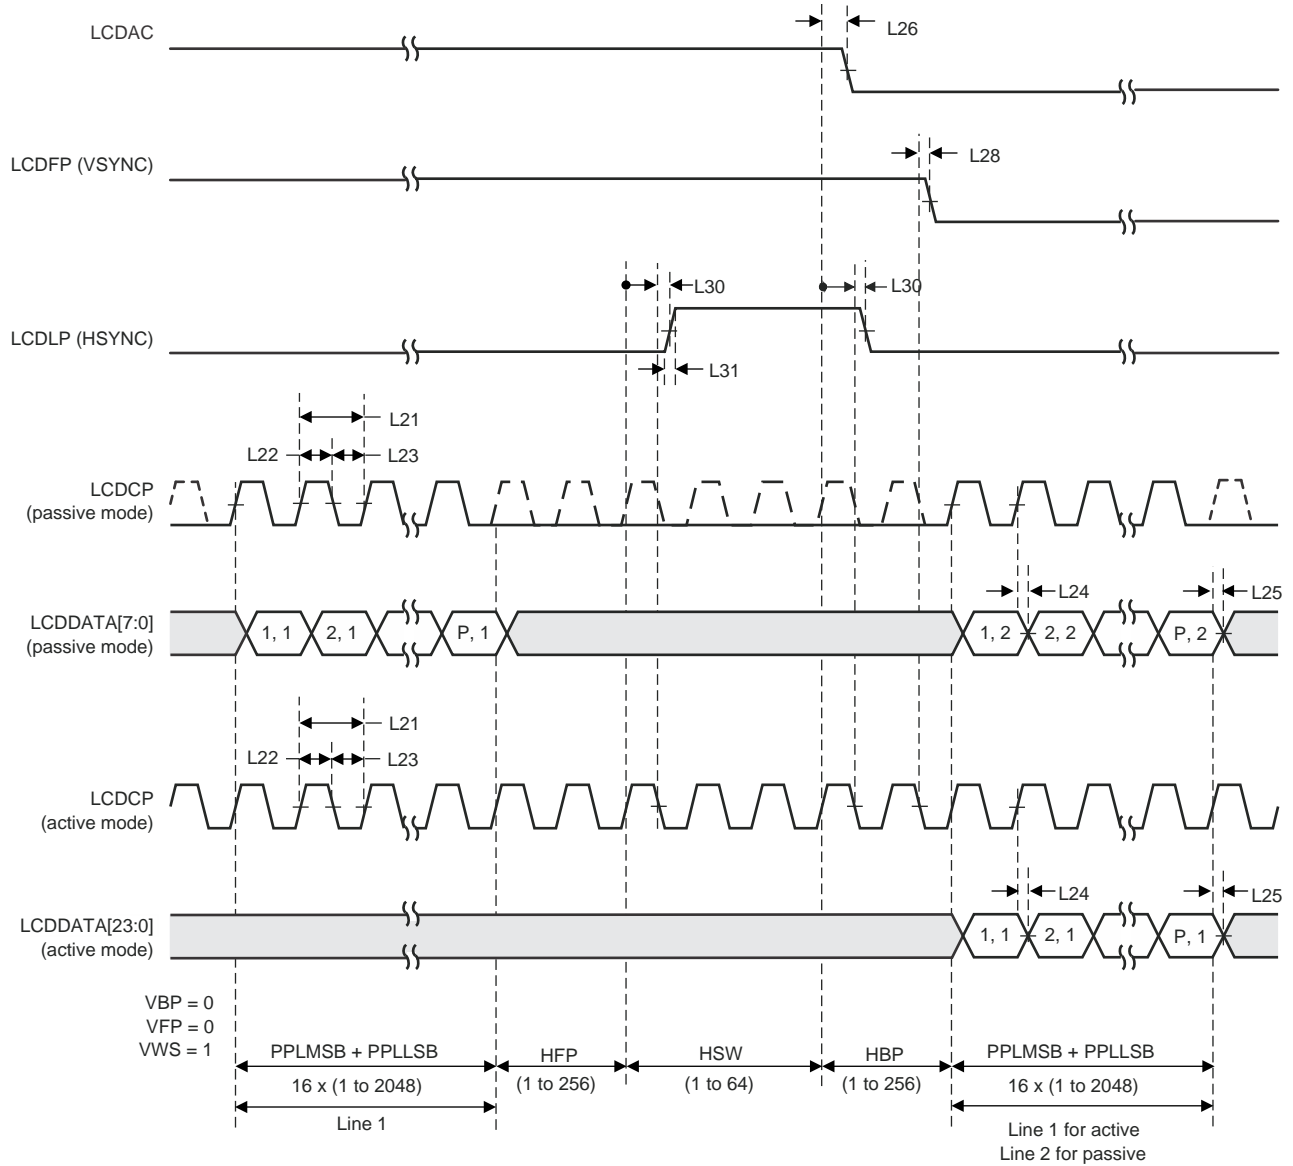 LCDAC
L26
LCDFP (VSYNC)
L28
LCDLP (HSYNC)
L30
L30
L31
L21
L22
L23
LCDCP
(passive mode)
L24
L25
LCDDATA[7:0]
(passive mode)
1, 1
2, 1
P, 1
1, 2
2, 2
P, 2
L21
L22
L23
LCDCP
(active mode)
L24
L25
LCDDATA[23:0]
(active mode)
1, 1
2, 1
P, 1
VBP = 0
VFP = 0
VWS = 1
PPLMSB + PPLLSB
16 x (1 to 2048)
Line 1
HFP
(1 to 256)
HSW
(1 to 64)
HBP
(1 to 256)
PPLMSB + PPLLSB
16 x (1 to 2048)
Line 1 for active
Line 2 for passive